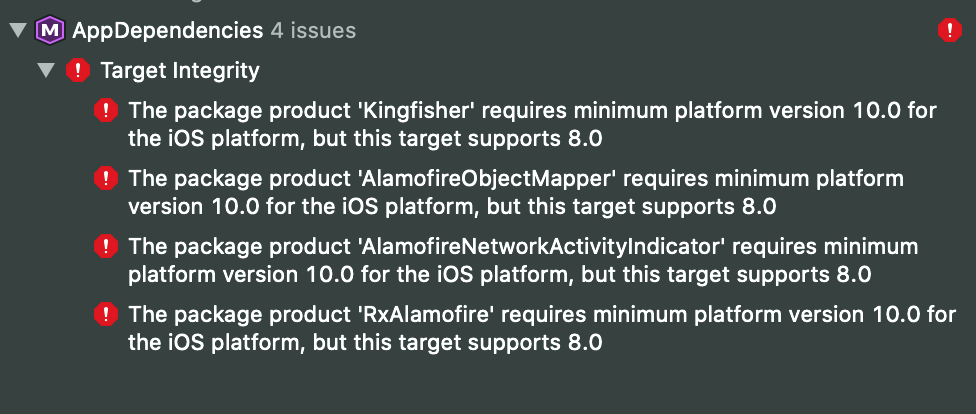 AppDependencies 4 issues
Target Integrity
The package product 'Kingfisher' requires minimum platform version 10.0 for
the iOS platform, but this target supports 8.0
The package product 'AlamofireObjectMapper' requires minimum platform
version 10.0 for the iOS platform, but this target supports 8.0
The package product 'AlamofireNetworkActivityIndicator' requires minimum
platform version 10.0 for the iOS platform, but this target supports 8.0
The package product 'RxAlamofire' requires minimum platform version 10.0 for
the iOS platform, but this target supports 8.0